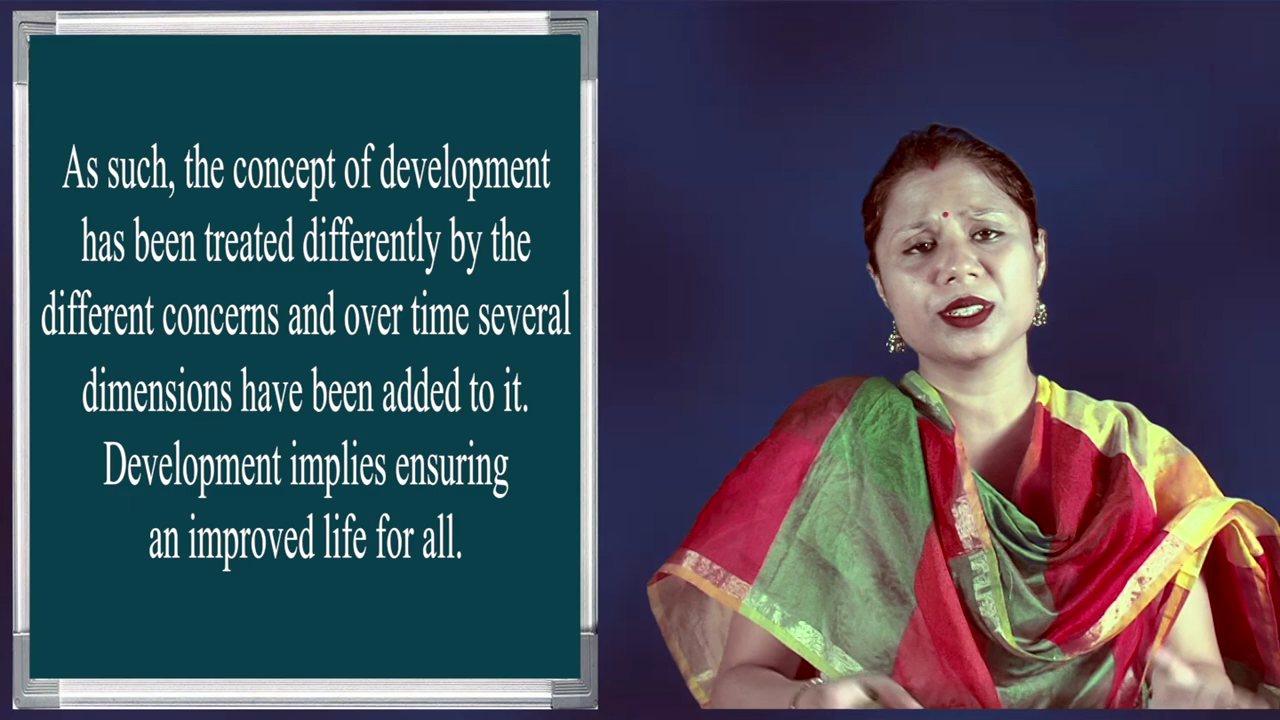 As such, the concept of development
has been treated differently by the
different concerns and over time several
dimensions have been added to it.
Development implies ensuring
an improved life for all.